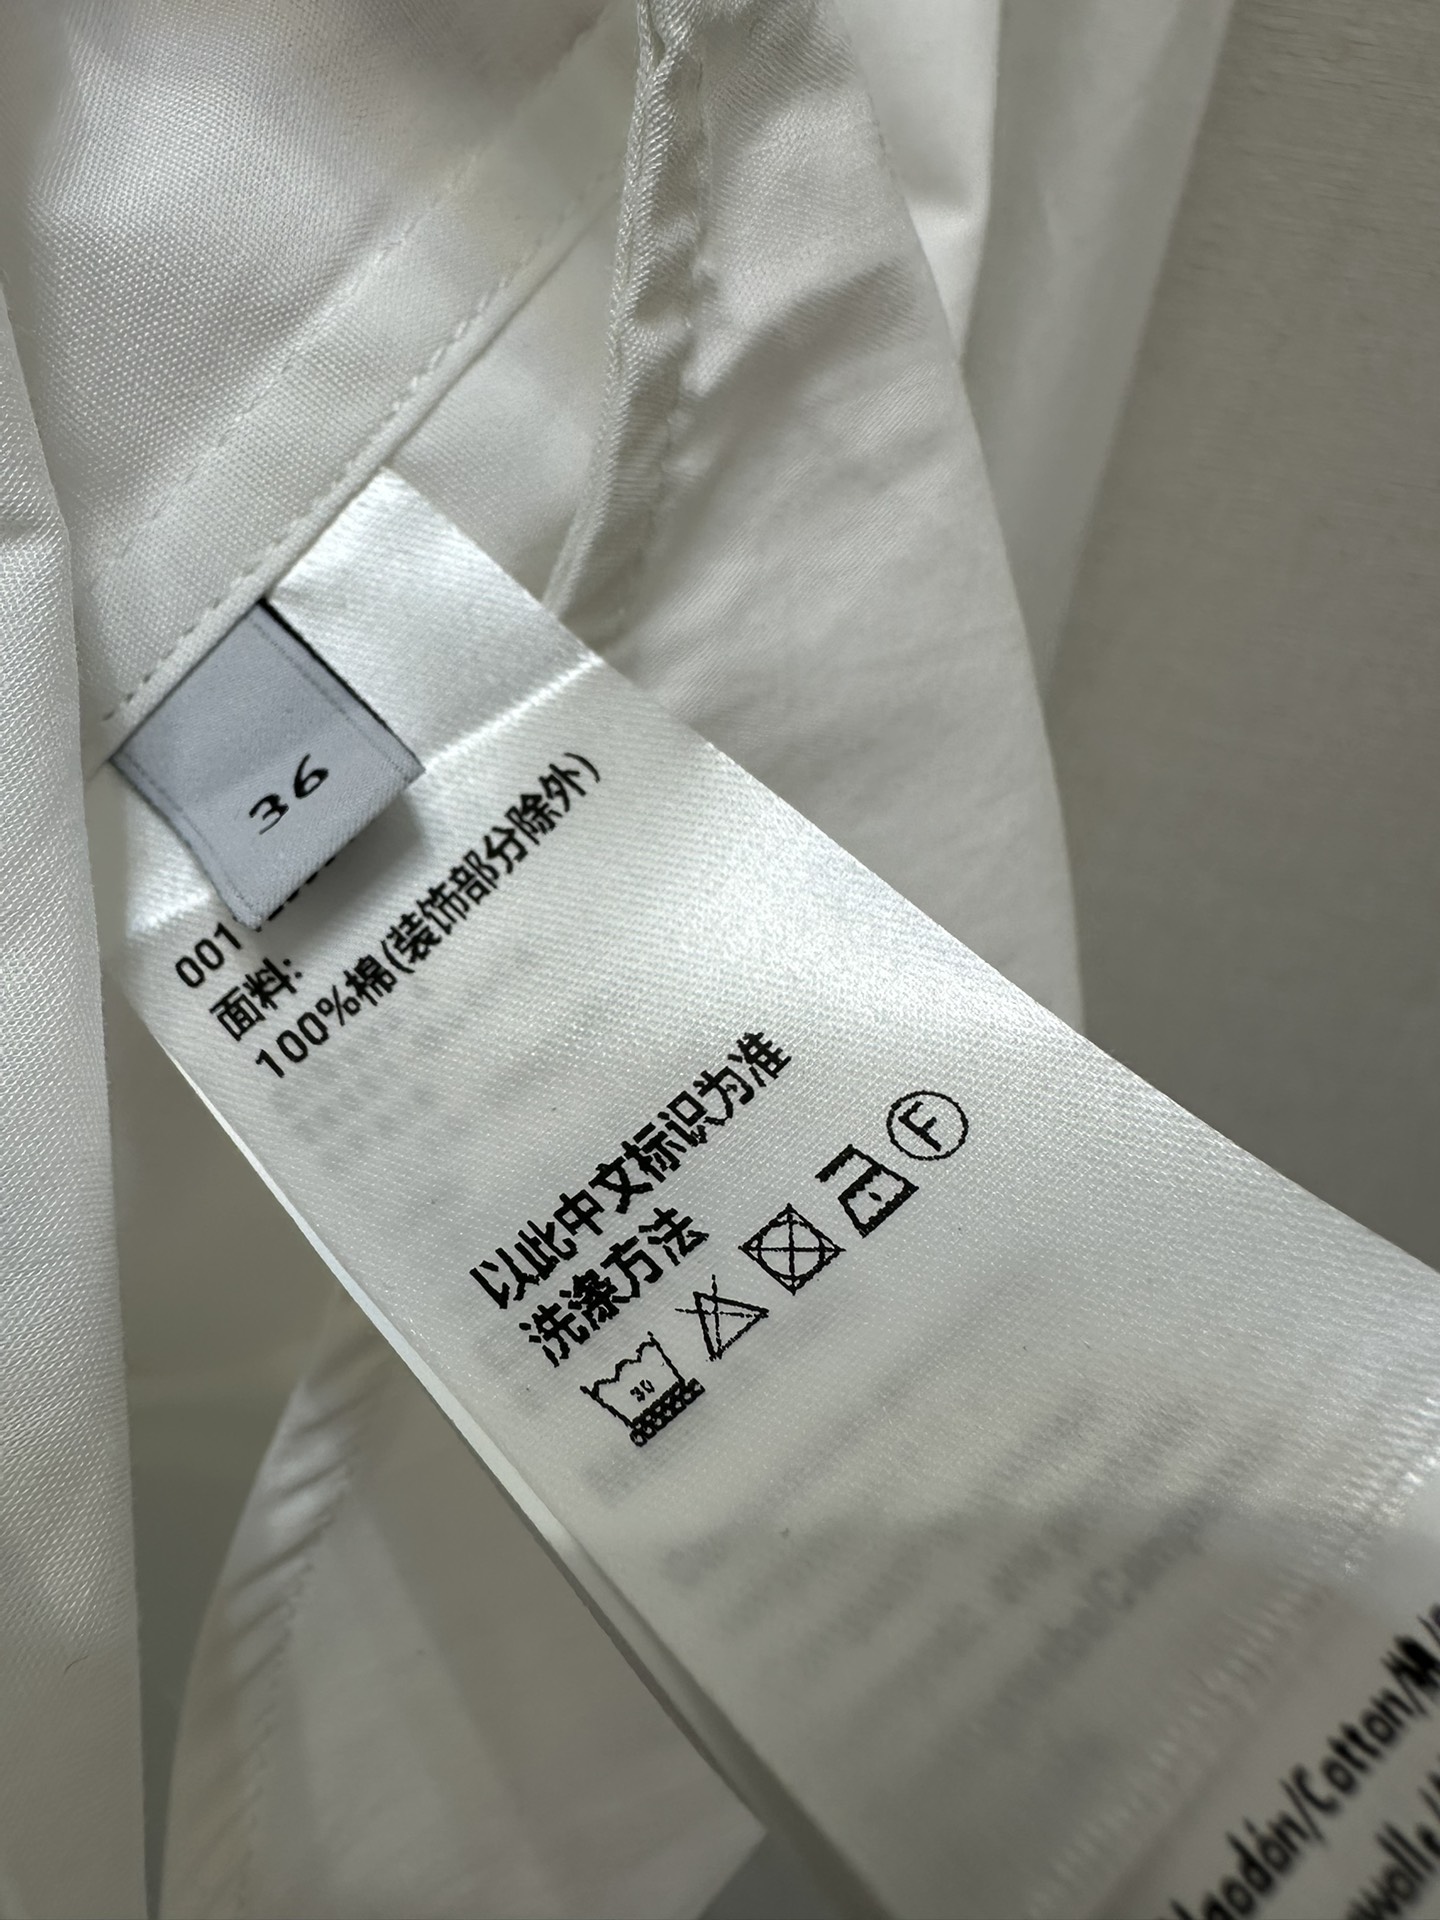 36
001
面料:
100%棉(装饰部分除外)
以此中文标识为准
洗涤方法
30
F
/Cotton/